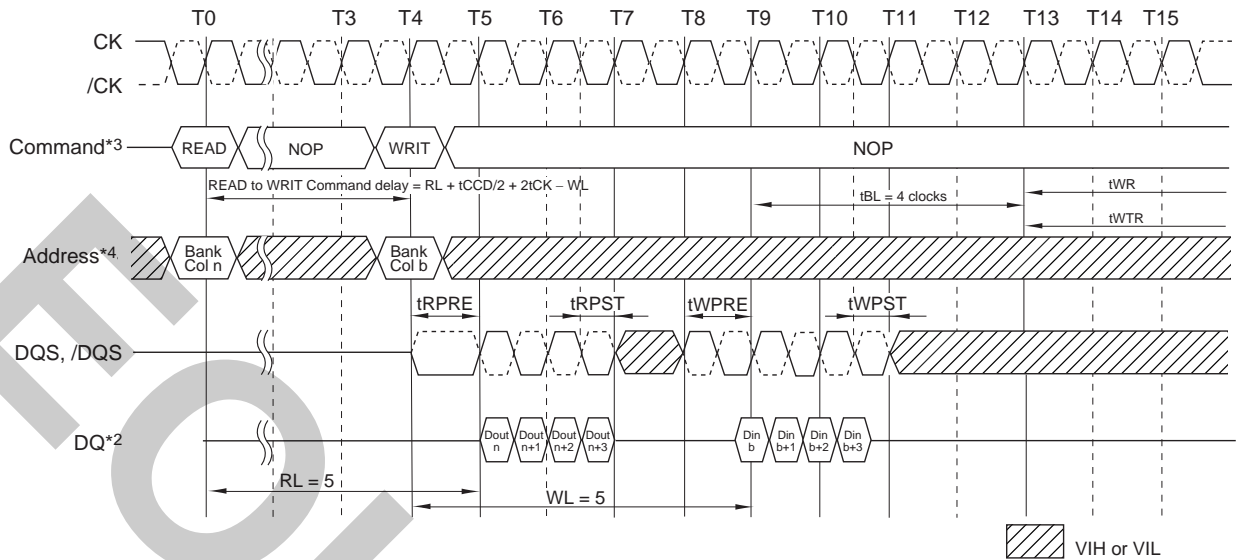 T0 T3 T4 T5 T6 T7 T8 T9 T10 T11 T12 T13 T14 T15
CK
/CK
Command*3 READ NOP WRIT NOP
READ to WRIT Command delay = RL + tCCD/2 + 2tCK − WL
tBL = 4 clocks
tWR
tWTR
Address*4
Bank
Col n
Bank
Col b
tRPRE tRPST tWPRE tWPST
DQS, /DQS
DQ*2
Dout
n
Dout
n+1
Dout
n+2
Dout
n+3
Din
b
Din
b+1
Din
b+2
Din
b+3
RL = 5
WL = 5
VIH or VIL